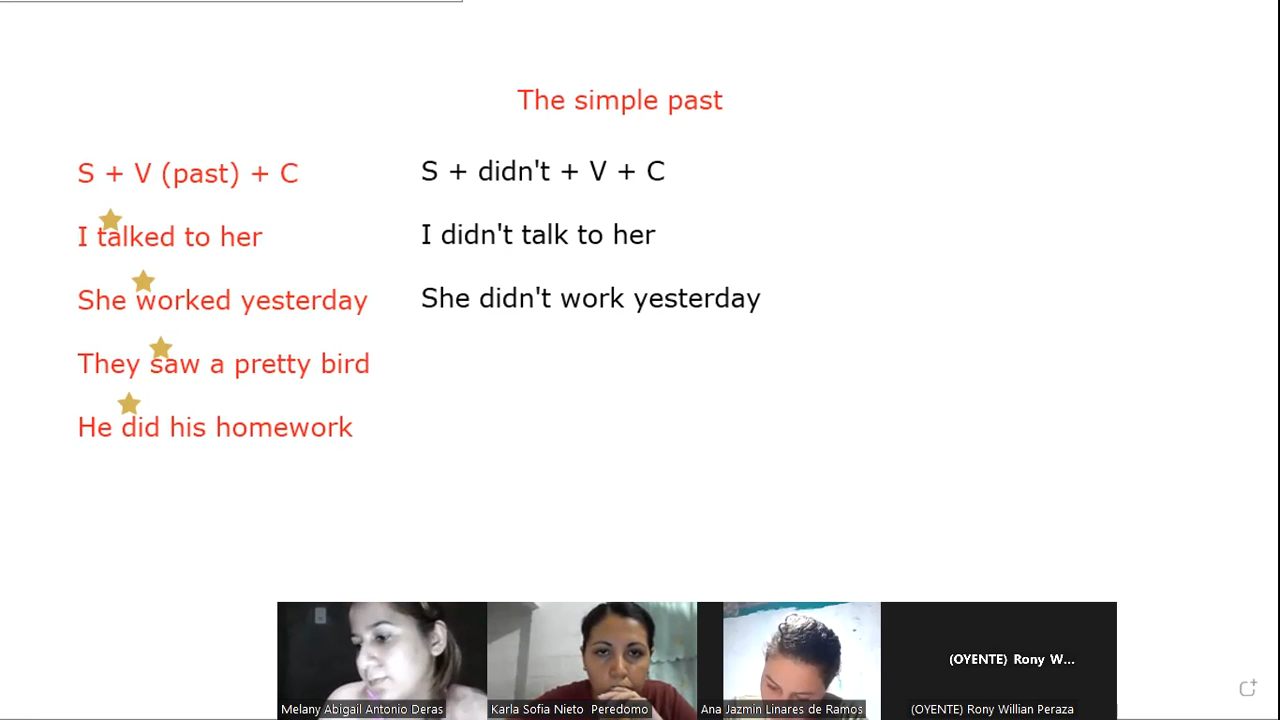 The simple past
S + V (past) + C
I talked to her
She worked yesterday
They saw a pretty bird
He did his homework
S + didn't + V + C
I didn't talk to her
She didn't work yesterday
Melany Abigail Antonio Deras
Karla Sofia Nieto Peredomo
Ana Jazmin Linares de Ramos
(OYENTE) Rony W...
(OYENTE) Rony Willian Peraza